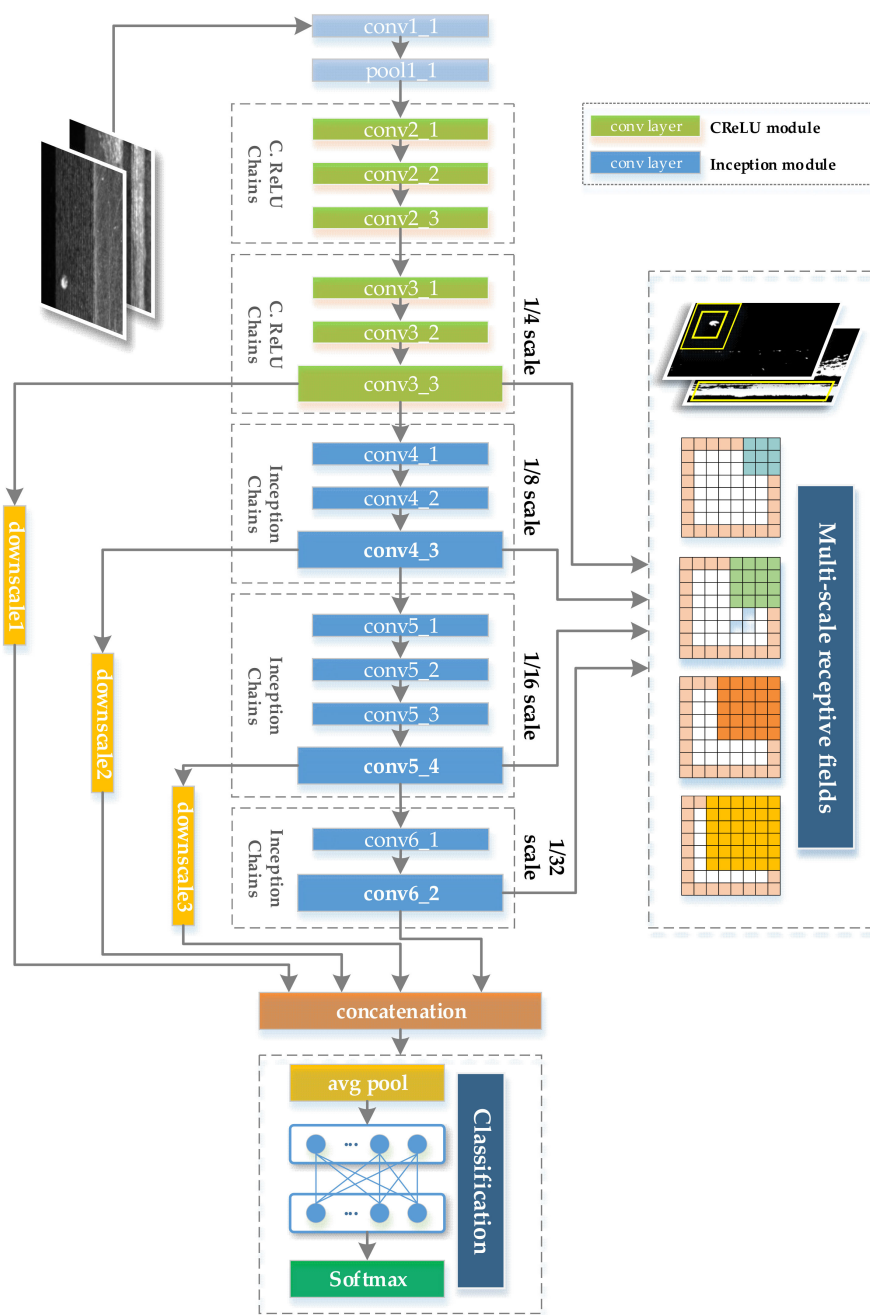 conv1_1
pool1_1
C. ReLU
Chains
conv2_1
conv2_2
conv2_3
conv layer
CReLU module
conv layer
Inception module
C. ReLU
Chains
conv3_1
conv3_2
conv3_3
1/4 scale
Inception
Chains
conv4_1
conv4_2
conv4_3
1/8 scale
Inception
Chains
conv5_1
conv5_2
conv5_3
conv5_4
1/16 scale
Inception
Chains
conv6_1
conv6_2
1/32
scale
downscale1
downscale2
downscale3
Multi-scale receptive fields
concatenation
avg pool
...
...
Softmax
Classification